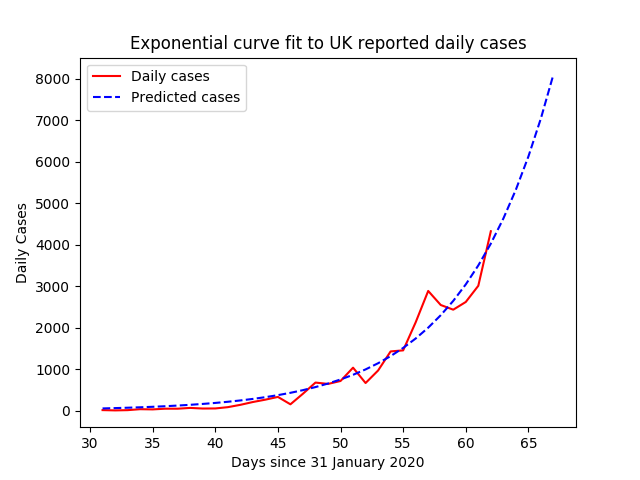 Exponential curve fit to UK reported daily cases
Daily cases
Predicted cases
8000
7000
6000
5000
4000
3000
2000
1000
0
Daily Cases
30 35 40 45 50 55 60 65
Days since 31 January 2020